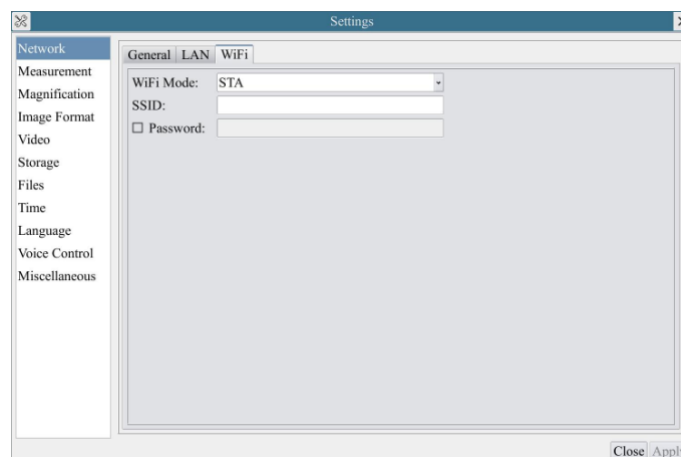 Settings
Network
Measurement
Magnification
Image Format
Video
Storage
Files
Time
Language
Voice Control
Miscellaneous
General LAN WiFi
WiFi Mode: STA
SSID:
Password:
Close Apply